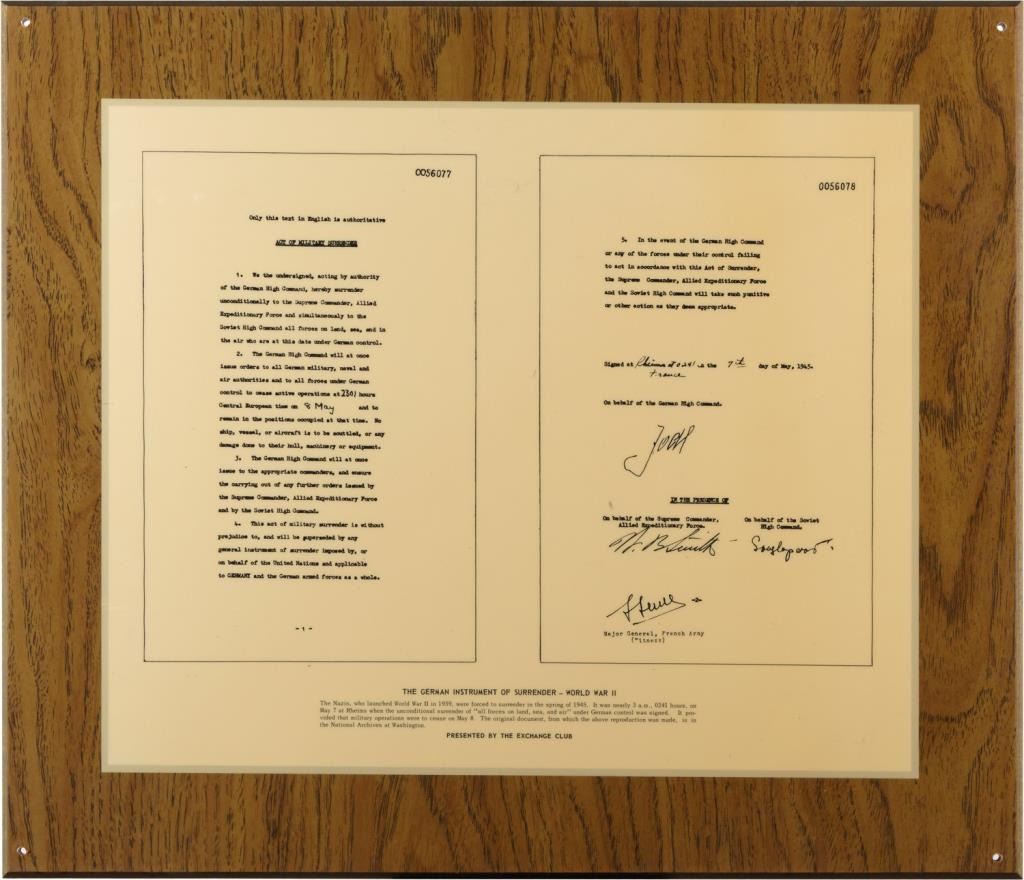 0056077
Only this text in English is authoritative
ACT OF MILITARY SURRENDER
1. We the undersigned, acting by authority
of the German High Command, hereby surrender
unconditionally to the Supreme Commander, Allied
Expeditionary Force and simultaneously to the
Soviet High Command all forces on land, sea, and in
the air who are at this date under German control.
2. The German High Command will at once
issue orders to all German military, naval and
air authorities and to all forces under German
control to cease active operations at 2301 hours
Central European time on 8 May and to
remain in the positions occupied at that time. No
ship, vessel, or aircraft is to be scuttled, or any
damage done to their hull, machinery or equipment.
3. The German High Command will at once
issue to the appropriate commanders, and ensure
the carrying out of any further orders issued by
the Supreme Commander, Allied Expeditionary Force
and by the Soviet High Command.
4. This act of military surrender is without
prejudice to, and will be superseded by any
general instrument of surrender imposed by, or
on behalf of the United Nations and applicable
to GERMANY and the German armed forces as a whole.
- 1 -
0056078
5. In the event of the German High Command
or any of the forces under their control failing
to act in accordance with this Act of Surrender,
the Supreme Commander, Allied Expeditionary Force
and the Soviet High Command will take such punitive
or other action as they deem appropriate.
Signed at Rheims at 0241 on the 7th day of May, 1945.
France
On behalf of the German High Command.
Jodl
IN THE PRESENCE OF
On behalf of the Supreme Commander,
Allied Expeditionary Force.
On behalf of the Soviet
High Command.
W. B. Smith
Major General, French Army
(Witness)
THE GERMAN INSTRUMENT OF SURRENDER – WORLD WAR II
The Nazis, who launched World War II in 1939, were forced to surrender in the spring of 1945. It was nearly 3 a.m., 0241 hours, on
May 7 at Rheims when the unconditional surrender of "all forces on land, sea, and air" under German control was signed. It pro-
vided that military operations were to cease on May 8. The original document, from which the above reproduction was made, is in
the National Archives at Washington.
PRESENTED BY THE EXCHANGE CLUB